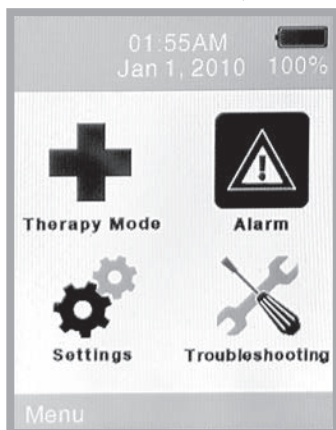 01:55AM
Jan 1, 2010 100%
Therapy Mode Alarm
Settings Troubleshooting
Menu